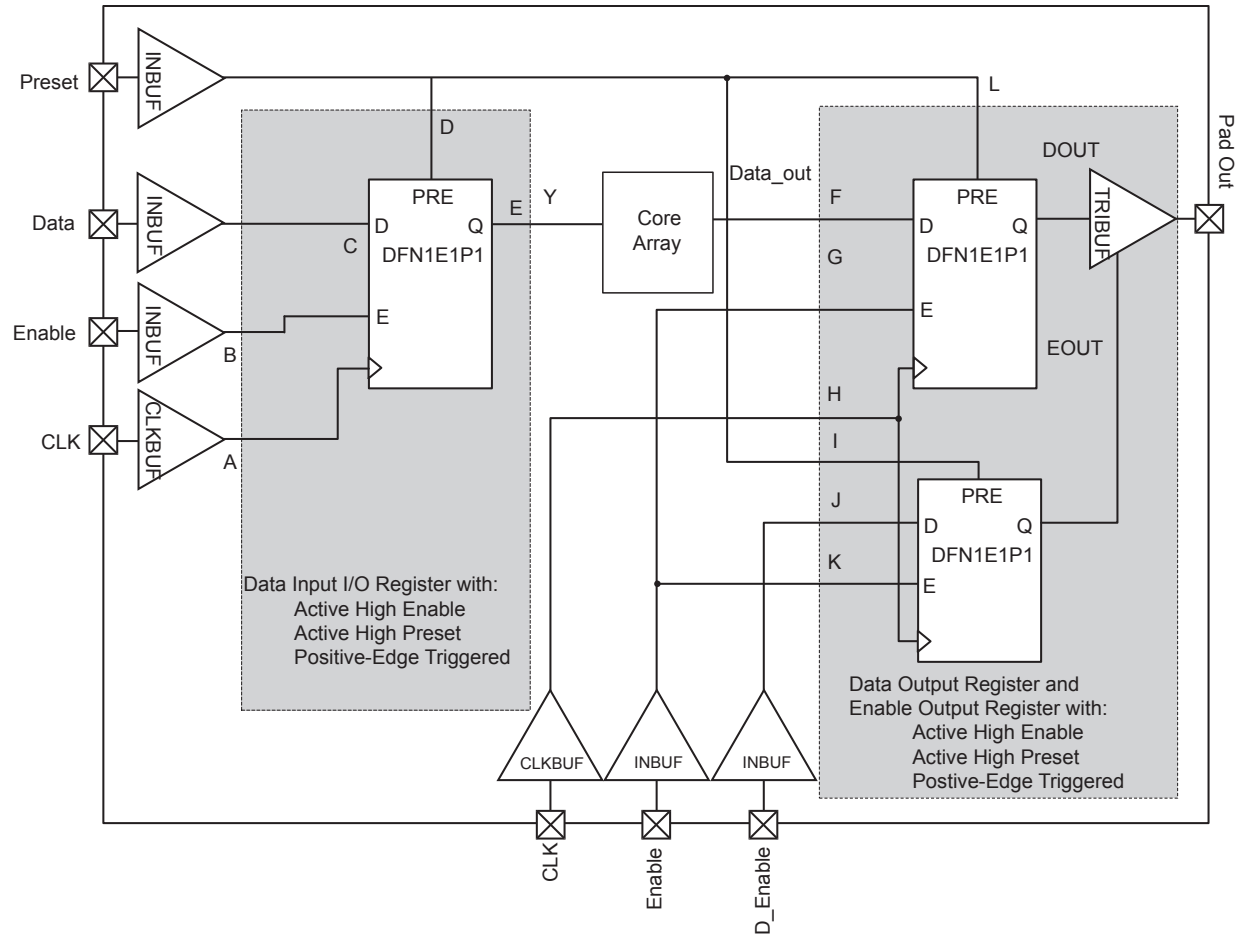 Preset
INBUF
L
D
Pad Out
DOUT
PRE
PRE
Data_out
TRIBUF
INBUF
E
Y
F
Data
D
Q
Core
Array
D
Q
C
DFN1E1P1
G
DFN1E1P1
INBUF
E
E
Enable
B
EOUT
CLKBUF
H
CLK
A
I
PRE
J
D
Q
DFN1E1P1
K
E
Data Input I/O Register with:
Active High Enable
Active High Preset
Positive-Edge Triggered
Data Output Register and
Enable Output Register with:
Active High Enable
Active High Preset
Postive-Edge Triggered
CLKBUF
INBUF
INBUF
CLK
Enable
D_Enable